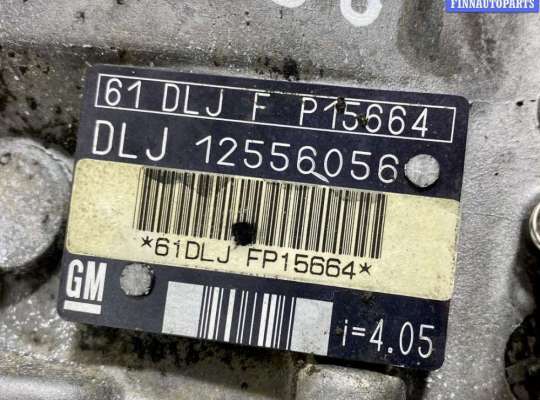 FINNAUTOPARTS
61 DLJ F P15664
DLJ 12556056
*61DLJ FP15664*
GM
i=4.05